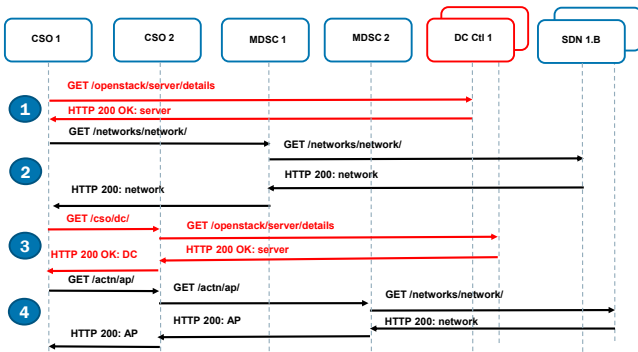 CSO 1
CSO 2
MDSC 1
MDSC 2
DC Ctl 1
SDN 1.B
GET /openstack/server/details
1
HTTP 200 OK: server
GET /networks/network/
GET /networks/network/
2
HTTP 200: network
HTTP 200: network
GET /cso/dc/
GET /openstack/server/details
3
HTTP 200 OK: server
HTTP 200 OK: DC
GET /actn/ap/
GET /actn/ap/
GET /networks/network/
4
HTTP 200: AP
HTTP 200: network
HTTP 200: AP